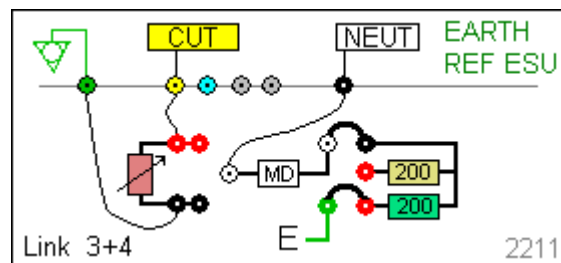 CUT
NEUT
EARTH
REF ESU
MD
200
200
E
Link 3+4
2211